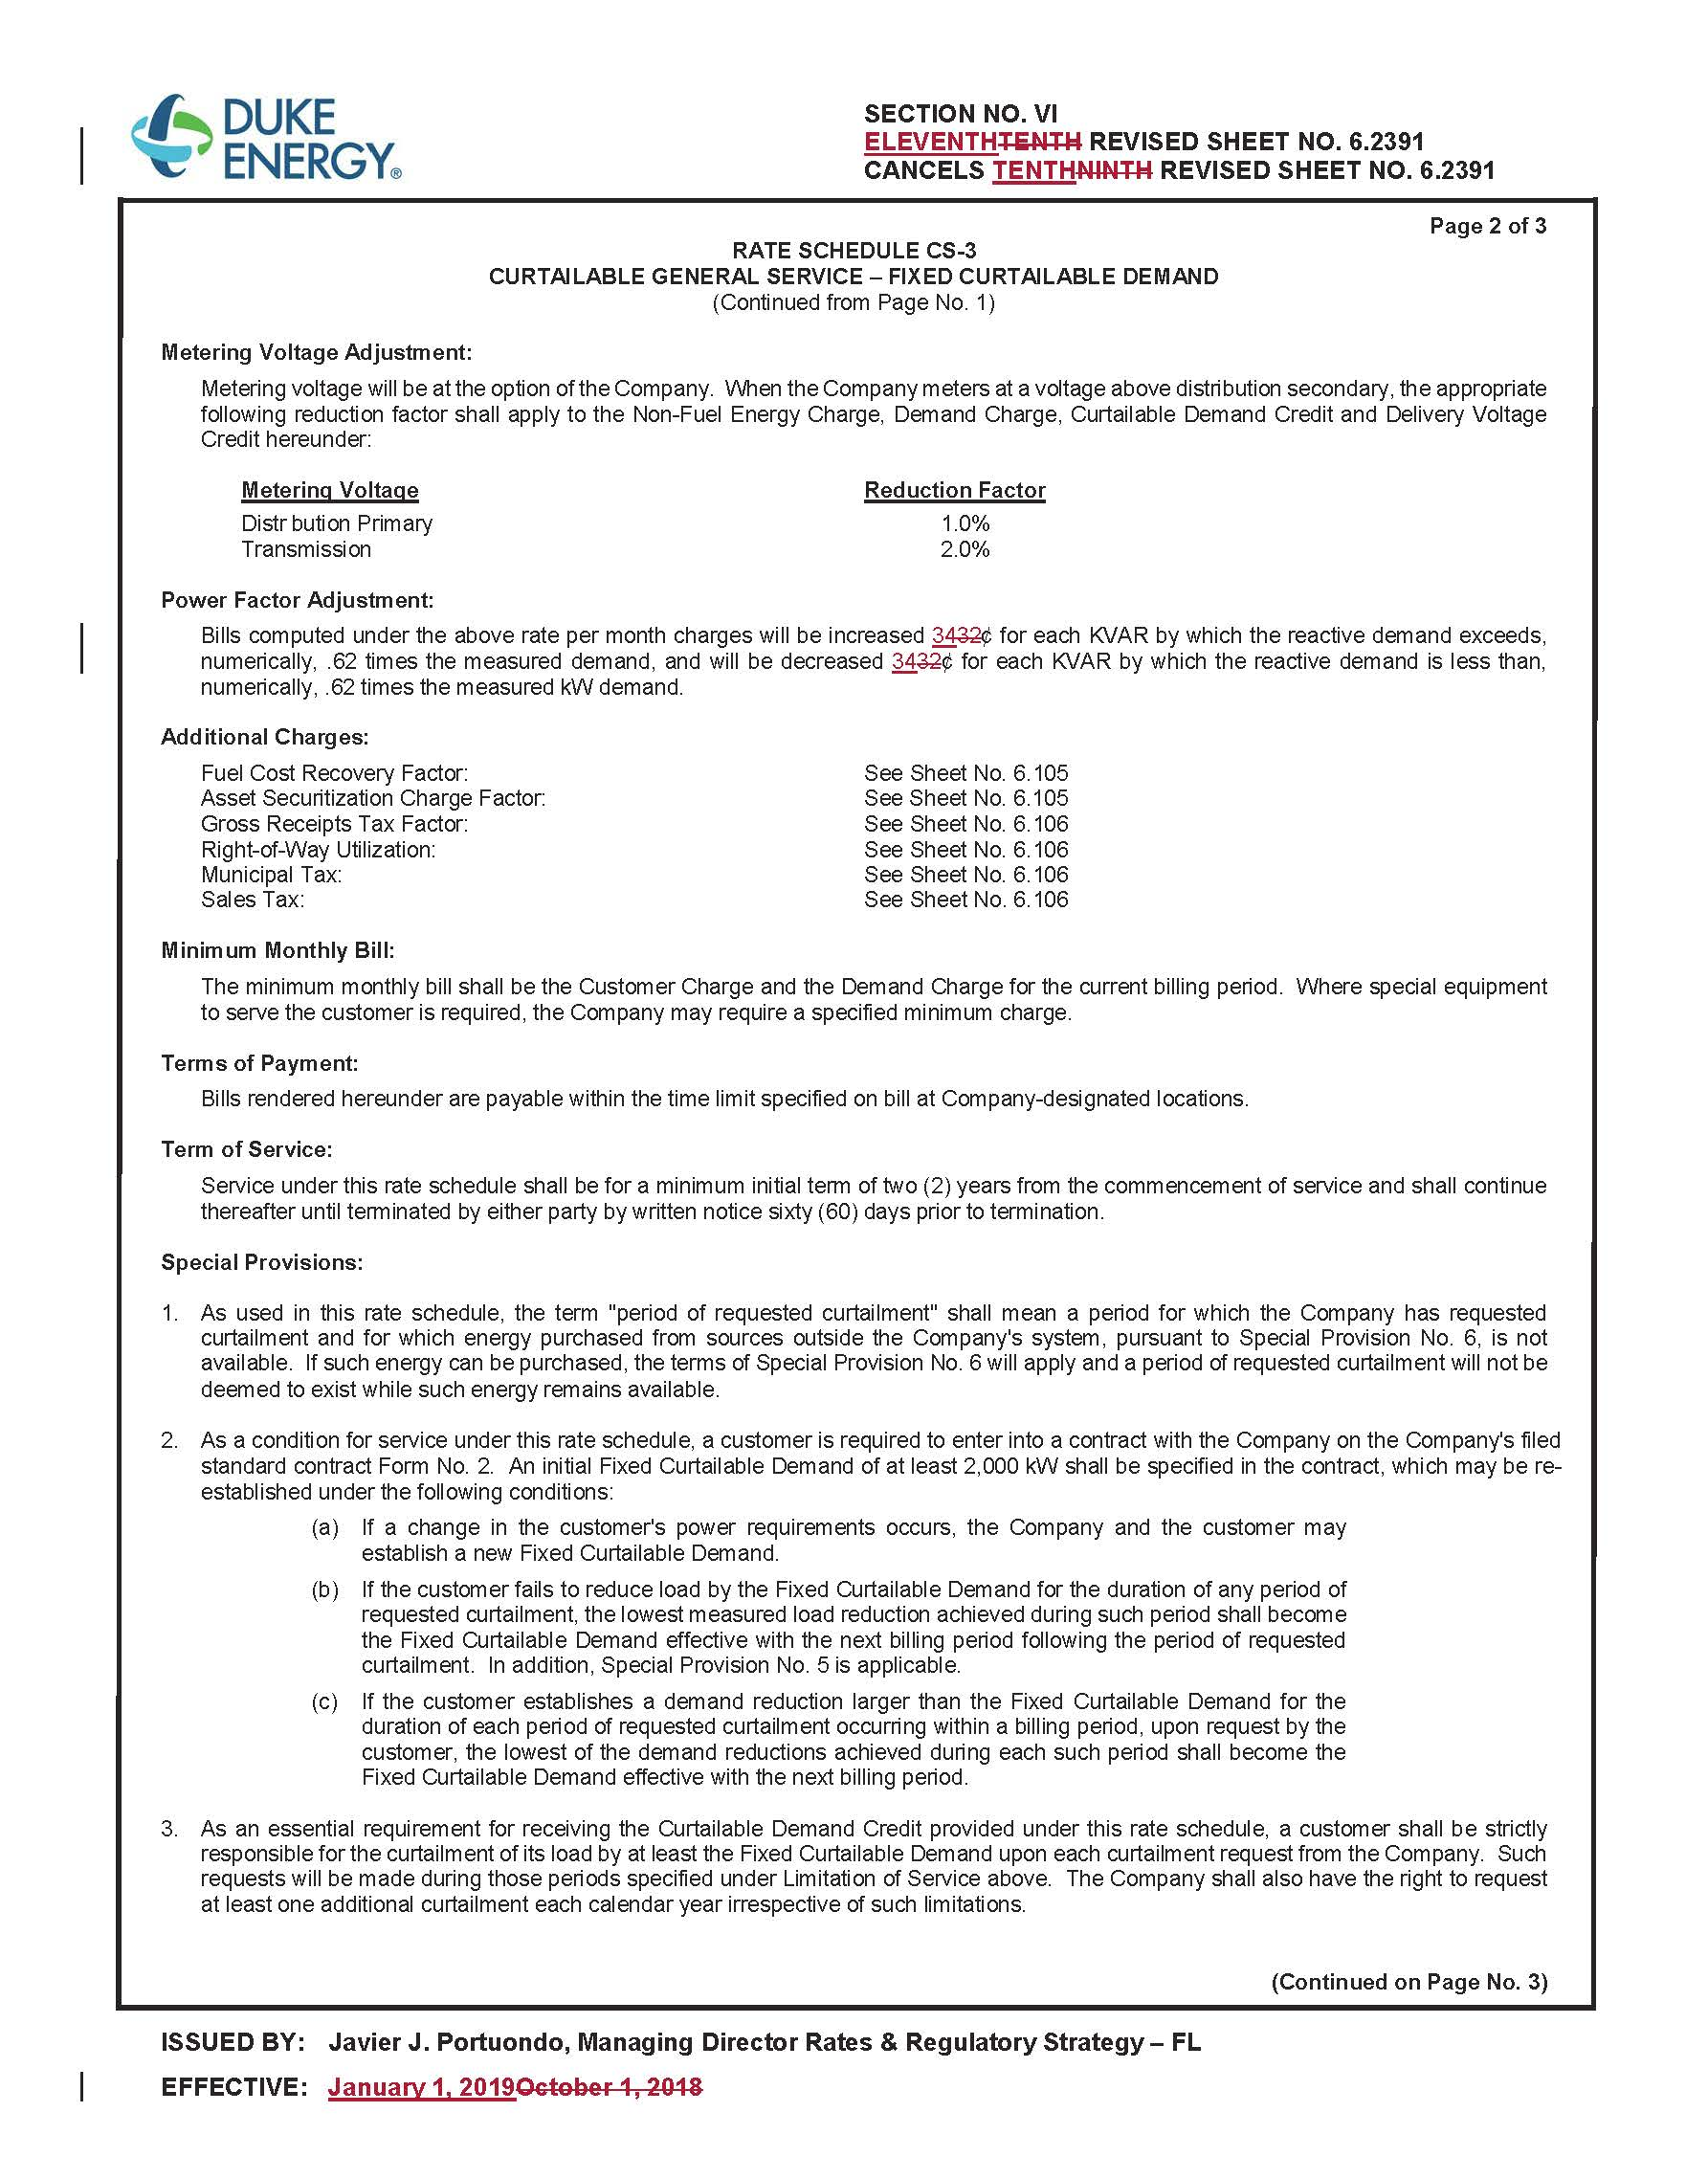 DUKE
ENERGY®
SECTION NO. VI
ELEVENTHTENTH REVISED SHEET NO. 6.2391
CANCELS TENTHNINTH REVISED SHEET NO. 6.2391
Page 2 of 3
RATE SCHEDULE CS-3
CURTAILABLE GENERAL SERVICE – FIXED CURTAILABLE DEMAND
(Continued from Page No. 1)
Metering Voltage Adjustment:
Metering voltage will be at the option of the Company. When the Company meters at a voltage above distribution secondary, the appropriate
following reduction factor shall apply to the Non-Fuel Energy Charge, Demand Charge, Curtailable Demand Credit and Delivery Voltage
Credit hereunder:
Metering Voltage Reduction Factor
Distr bution Primary 1.0%
Transmission 2.0%
Power Factor Adjustment:
Bills computed under the above rate per month charges will be increased 3432¢ for each KVAR by which the reactive demand exceeds,
numerically, .62 times the measured demand, and will be decreased 3432¢ for each KVAR by which the reactive demand is less than,
numerically, .62 times the measured kW demand.
Additional Charges:
Fuel Cost Recovery Factor: See Sheet No. 6.105
Asset Securitization Charge Factor: See Sheet No. 6.105
Gross Receipts Tax Factor: See Sheet No. 6.106
Right-of-Way Utilization: See Sheet No. 6.106
Municipal Tax: See Sheet No. 6.106
Sales Tax: See Sheet No. 6.106
Minimum Monthly Bill:
The minimum monthly bill shall be the Customer Charge and the Demand Charge for the current billing period. Where special equipment
to serve the customer is required, the Company may require a specified minimum charge.
Terms of Payment:
Bills rendered hereunder are payable within the time limit specified on bill at Company-designated locations.
Term of Service:
Service under this rate schedule shall be for a minimum initial term of two (2) years from the commencement of service and shall continue
thereafter until terminated by either party by written notice sixty (60) days prior to termination.
Special Provisions:
1. As used in this rate schedule, the term "period of requested curtailment" shall mean a period for which the Company has requested
curtailment and for which energy purchased from sources outside the Company's system, pursuant to Special Provision No. 6, is not
available. If such energy can be purchased, the terms of Special Provision No. 6 will apply and a period of requested curtailment will not be
deemed to exist while such energy remains available.
2. As a condition for service under this rate schedule, a customer is required to enter into a contract with the Company on the Company's filed
standard contract Form No. 2. An initial Fixed Curtailable Demand of at least 2,000 kW shall be specified in the contract, which may be re-
established under the following conditions:
(a) If a change in the customer's power requirements occurs, the Company and the customer may
establish a new Fixed Curtailable Demand.
(b) If the customer fails to reduce load by the Fixed Curtailable Demand for the duration of any period of
requested curtailment, the lowest measured load reduction achieved during such period shall become
the Fixed Curtailable Demand effective with the next billing period following the period of requested
curtailment. In addition, Special Provision No. 5 is applicable.
(c) If the customer establishes a demand reduction larger than the Fixed Curtailable Demand for the
duration of each period of requested curtailment occurring within a billing period, upon request by the
customer, the lowest of the demand reductions achieved during each such period shall become the
Fixed Curtailable Demand effective with the next billing period.
3. As an essential requirement for receiving the Curtailable Demand Credit provided under this rate schedule, a customer shall be strictly
responsible for the curtailment of its load by at least the Fixed Curtailable Demand upon each curtailment request from the Company. Such
requests will be made during those periods specified under Limitation of Service above. The Company shall also have the right to request
at least one additional curtailment each calendar year irrespective of such limitations.
(Continued on Page No. 3)
ISSUED BY: Javier J. Portuondo, Managing Director Rates & Regulatory Strategy – FL
EFFECTIVE: January 1, 2019October 1, 2018